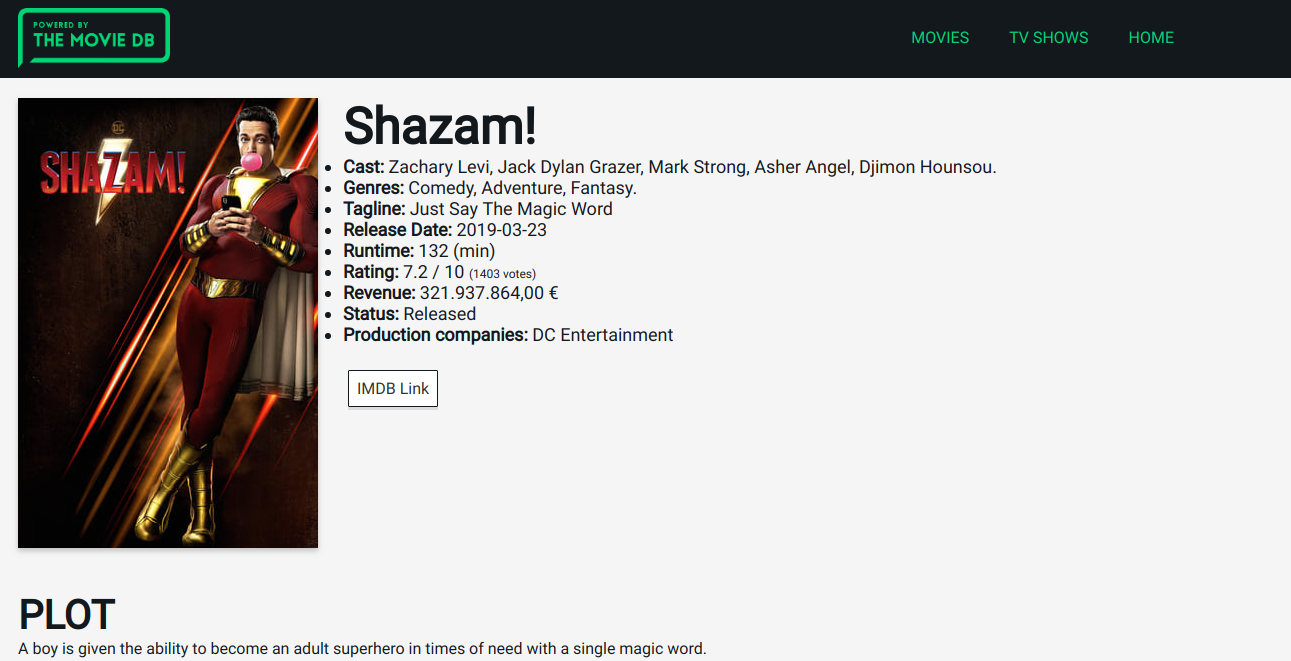 POWERED BY
THE MOVIE DB
MOVIES TV SHOWS HOME
DC
SHAZAM!
Shazam!
Cast: Zachary Levi, Jack Dylan Grazer, Mark Strong, Asher Angel, Djimon Hounsou.
Genres: Comedy, Adventure, Fantasy.
Tagline: Just Say The Magic Word
Release Date: 2019-03-23
Runtime: 132 (min)
Rating: 7.2 / 10 (1403 votes)
Revenue: 321.937.864,00 €
Status: Released
Production companies: DC Entertainment
IMDB Link
PLOT
A boy is given the ability to become an adult superhero in times of need with a single magic word.